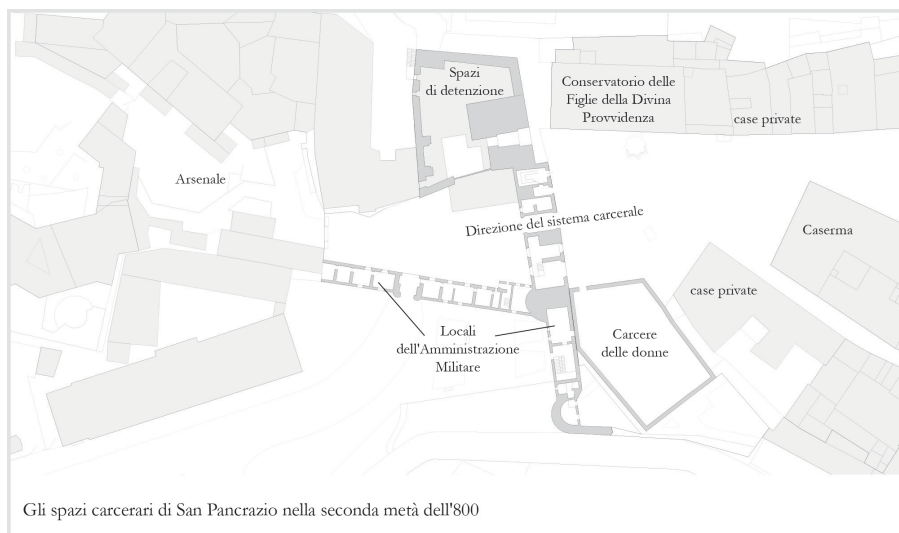 Spazi
di detenzione
Conservatorio delle
Figlie della Divina
Provvidenza
case private
Arsenale
Direzione del sistema carcerale
Caserma
case private
Locali
dell'Amministrazione
Militare
Carcere
delle donne
Gli spazi carcerari di San Pancrazio nella seconda metà dell'800